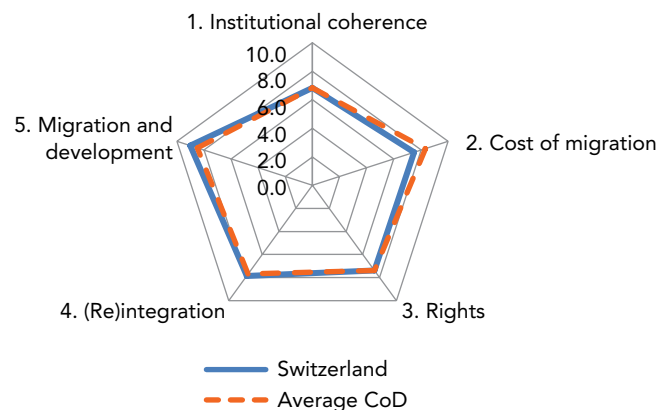 1. Institutional coherence
10.0
8.0
6.0
4.0
2.0
0.0
2. Cost of migration
3. Rights
4. (Re)integration
5. Migration and
development
Switzerland
Average CoD